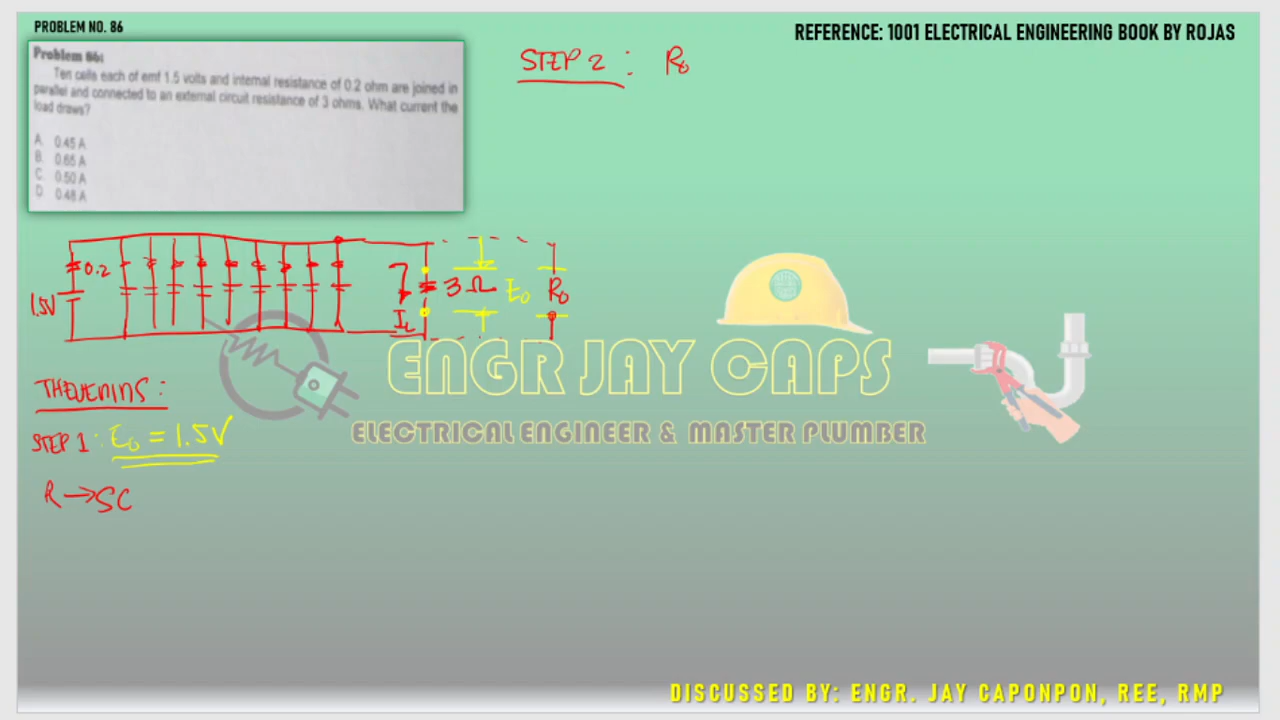 PROBLEM NO. 86
REFERENCE: 1001 ELECTRICAL ENGINEERING BOOK BY ROJAS
Problem 86:
Ten cells each of emf 1.5 volts and internal resistance of 0.2 ohm are joined in
parallel and connected to an external circuit resistance of 3 ohms. What current the
load draws?
A. 0.45 A
B. 0.65 A
C. 0.50 A
D. 0.48 A
STEP 2 : R₀
0.2
1.5V
3 Ω
I_L
E₀
R₀
THEVENINS :
STEP 1 : E₀ = 1.5V
R → SC
ENGR JAY CAPS
ELECTRICAL ENGINEER & MASTER PLUMBER
DISCUSSED BY: ENGR. JAY CAPONPON, REE, RMP